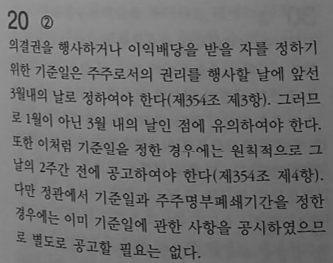 20 ②
의결권을 행사하거나 이익배당을 받을 자를 정하기
위한 기준일은 주주로서의 권리를 행사할 날에 앞선
3월내의 날로 정하여야 한다(제354조 제3항). 그러므
로 1월이 아닌 3월 내의 날인 점에 유의하여야 한다.
또한 이처럼 기준일을 정한 경우에는 원칙적으로 그
날의 2주간 전에 공고하여야 한다(제354조 제4항).
다만 정관에서 기준일과 주주명부폐쇄기간을 정한
경우에는 이미 기준일에 관한 사항을 공시하였으므
로 별도로 공고할 필요는 없다.